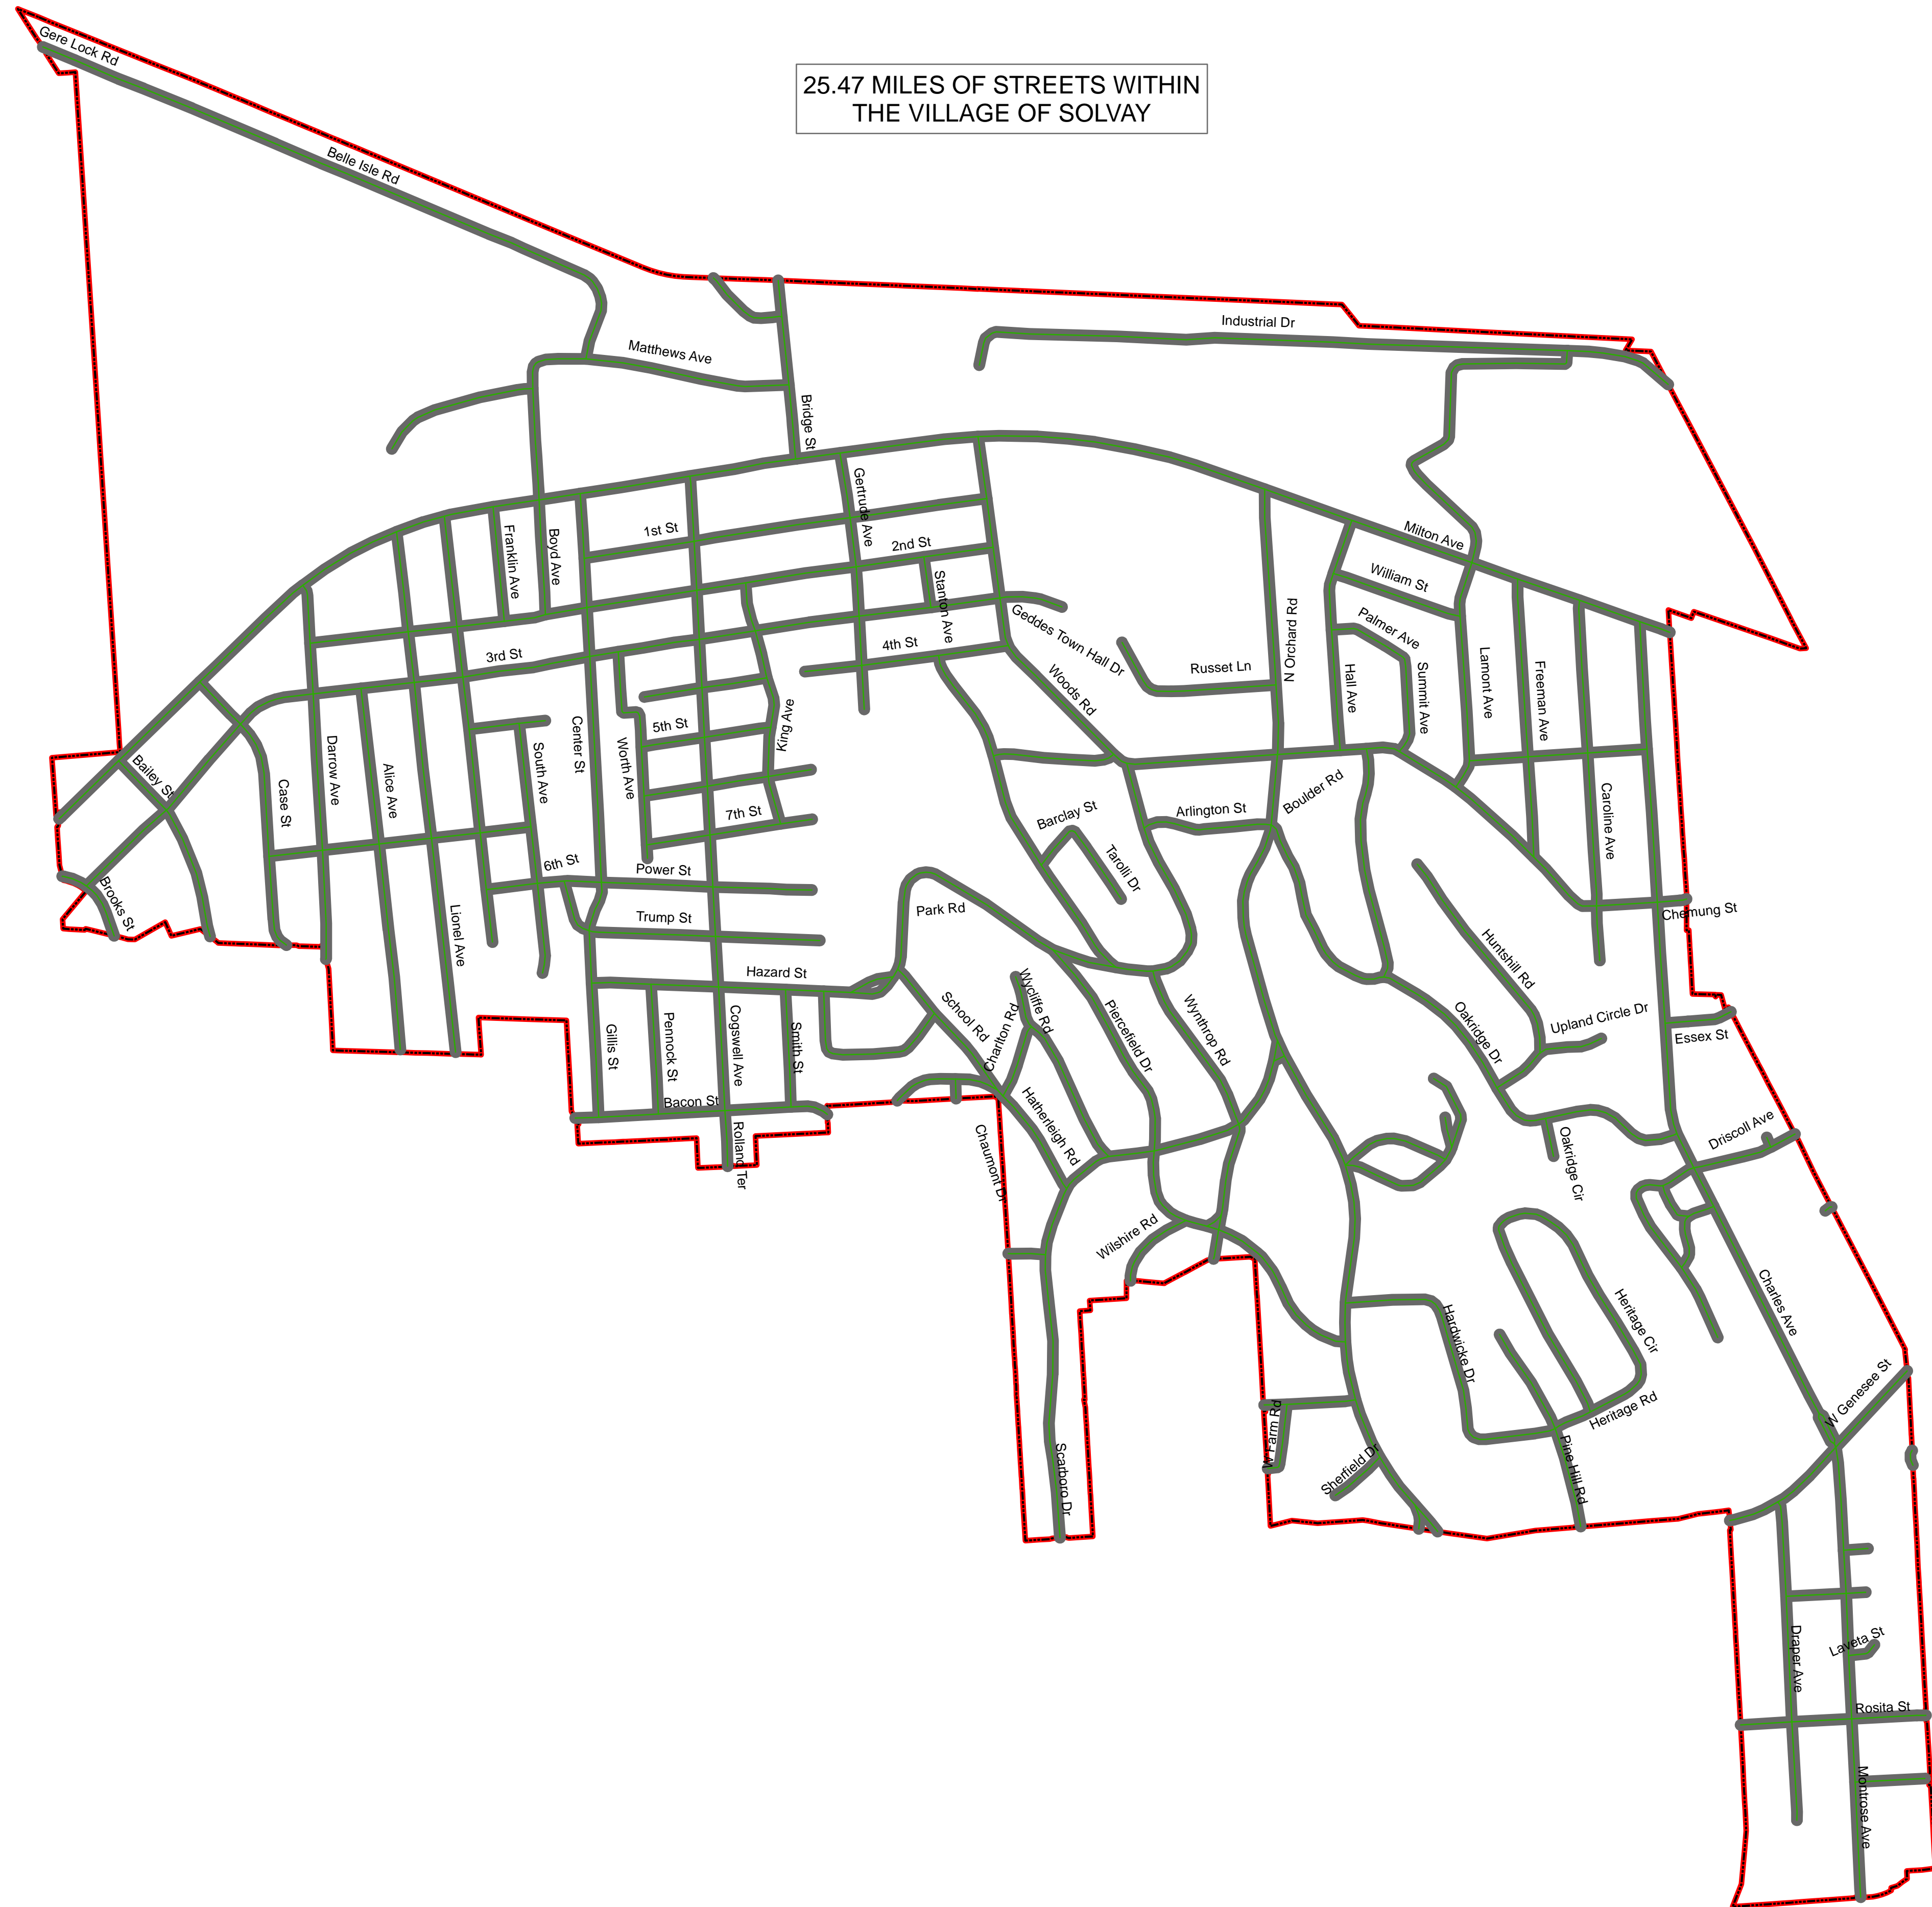 Gere Lock Rd
25.47 MILES OF STREETS WITHIN
THE VILLAGE OF SOLVAY
Belle Isle Rd
Industrial Dr
Matthews Ave
Bridge St
Gertrude Ave
1st St
2nd St
Milton Ave
Franklin Ave
Boyd Ave
Stanton Ave
William St
Palmer Ave
Geddes Town Hall Dr
N Orchard Rd
3rd St
4th St
Woods Rd
Russet Ln
Hall Ave
Summit Ave
Lamont Ave
Freeman Ave
King Ave
5th St
Center St
Worth Ave
South Ave
Bailey St
Case St
Darrow Ave
Alice Ave
Boulder Rd
Caroline Ave
7th St
Barclay St
Arlington St
6th St
Power St
Tarolli Dr
Brooks St
Lionel Ave
Trump St
Park Rd
Chemung St
Huntshill Rd
Hazard St
School Rd
Wycliffe Rd
Charlton Rd
Piercefield Dr
Wynthrop Rd
Oakridge Dr
Upland Circle Dr
Essex St
Gillis St
Pennock St
Cogswell Ave
Smith St
Bacon St
Hatherleigh Rd
Rolland Ter
Chaumont Dr
Driscoll Ave
Oakridge Cir
Wilshire Rd
Charles Ave
Heritage Cir
Hardwicke Dr
W Genesee St
Heritage Rd
W Farm Rd
Sherfield Dr
Pine Hill Rd
Scarboro Dr
Draper Ave
Laveta St
Rosita St
Montrose Ave